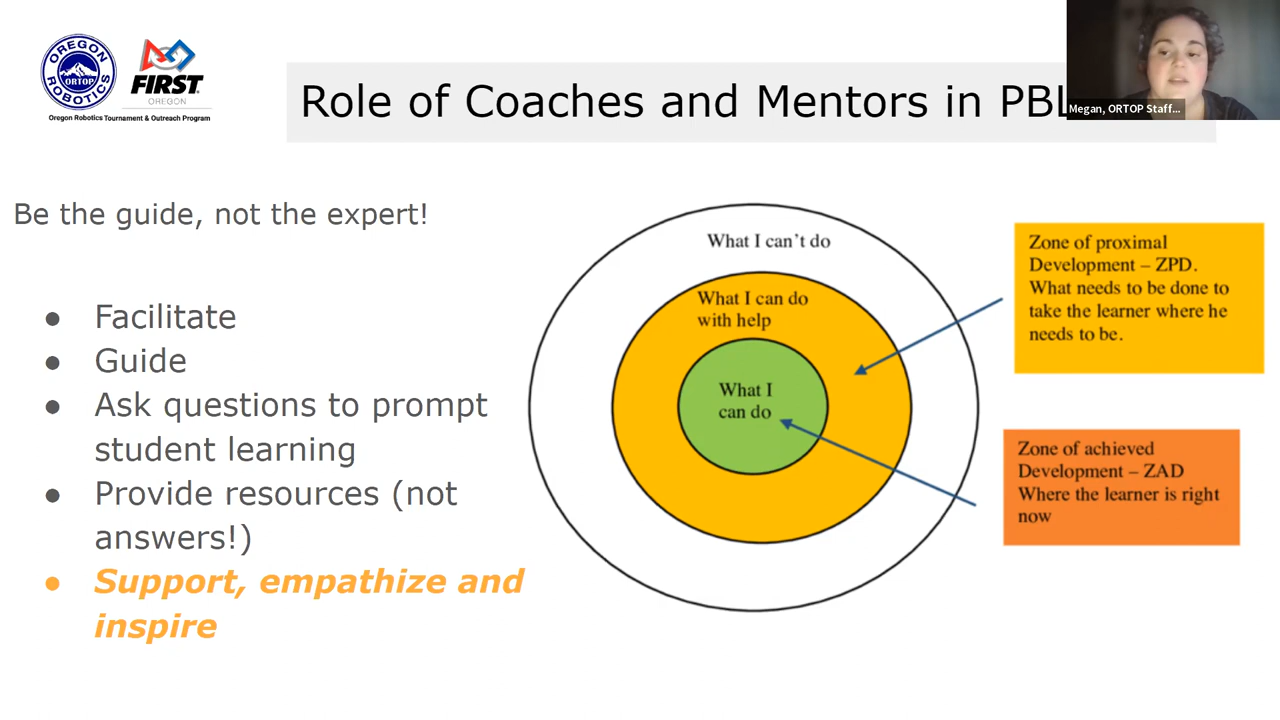 OREGON
ORTOP
ROBOTICS
FIRST
OREGON
Oregon Robotics Tournament & Outreach Program
Role of Coaches and Mentors in PBL
Megan, ORTOP Staff...
Be the guide, not the expert!
● Facilitate
● Guide
● Ask questions to prompt
student learning
● Provide resources (not
answers!)
● Support, empathize and
inspire
What I can't do
What I can do
with help
What I
can do
Zone of proximal
Development – ZPD.
What needs to be done to
take the learner where he
needs to be.
Zone of achieved
Development – ZAD
Where the learner is right
now